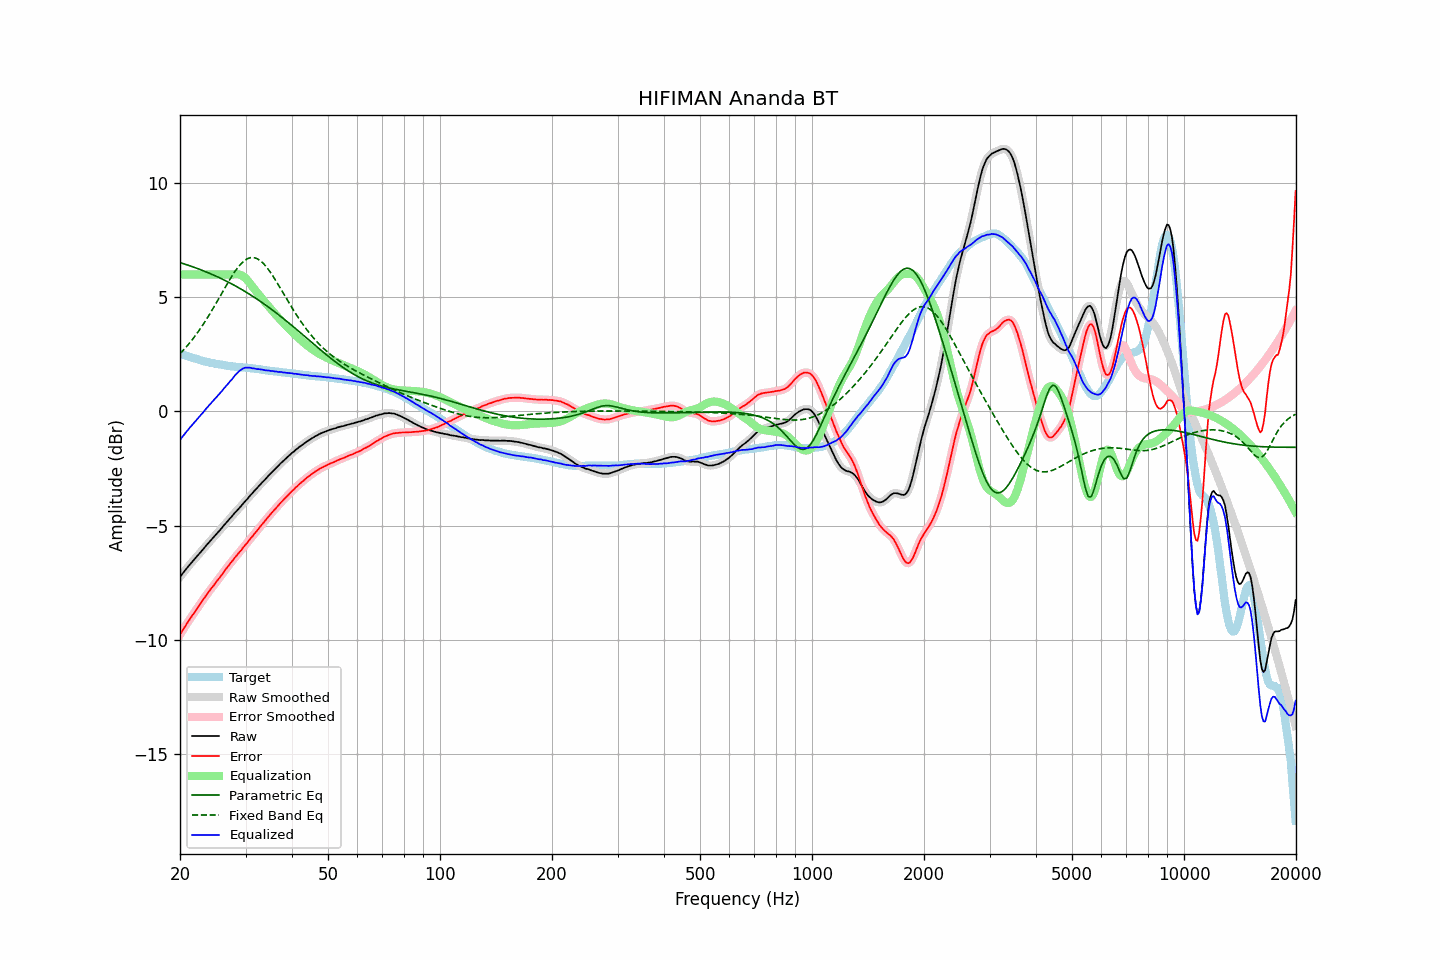 HIFIMAN Ananda BT
Amplitude (dBr)
10
5
0
−5
−10
−15
Target
Raw Smoothed
Error Smoothed
Raw
Error
Equalization
Parametric Eq
Fixed Band Eq
Equalized
20 50 100 200 500 1000 2000 5000 10000 20000
Frequency (Hz)